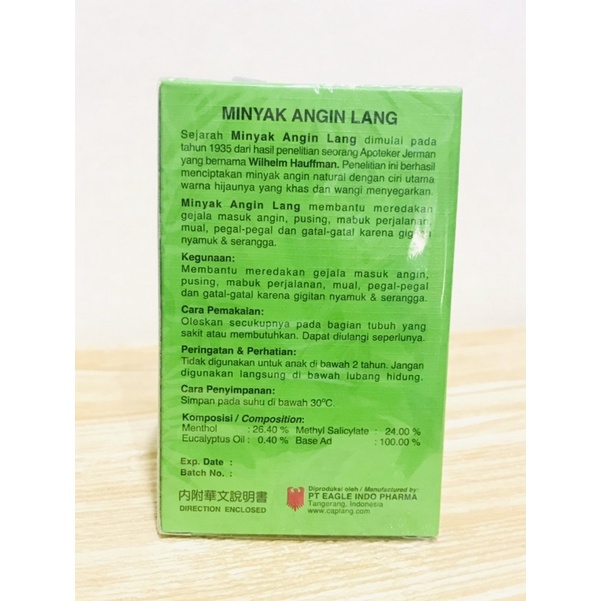 MINYAK ANGIN LANG
Sejarah Minyak Angin Lang dimulai pada
tahun 1935 dari hasil penelitian seorang Apoteker Jerman
yang bernama Wilhelm Hauffman. Penelitian ini berhasil
menciptakan minyak angin natural dengan ciri utama
warna hijaunya yang khas dan wangi menyegarkan.
Minyak Angin Lang membantu meredakan
gejala masuk angin, pusing, mabuk perjalanan,
mual, pegal-pegal dan gatal-gatal karena gigitan
nyamuk & serangga.
Kegunaan:
Membantu meredakan gejala masuk angin,
pusing, mabuk perjalanan, mual, pegal-pegal
dan gatal-gatal karena gigitan nyamuk & serangga.
Cara Pemakaian:
Oleskan secukupnya pada bagian tubuh yang
sakit atau membutuhkan. Dapat diulangi seperlunya.
Peringatan & Perhatian:
Tidak digunakan untuk anak di bawah 2 tahun. Jangan
digunakan langsung di bawah lubang hidung.
Cara Penyimpanan:
Simpan pada suhu di bawah 30°C.
Komposisi / Composition:
Menthol : 26.40 % Methyl Salicylate : 24.00 %
Eucalyptus Oil : 0.40 % Base Ad : 100.00 %
Exp. Date :
Batch No. :
內附華文說明書
DIRECTION ENCLOSED
Diproduksi oleh / Manufactured by:
PT EAGLE INDO PHARMA
Tangerang, Indonesia
www.caplang.com